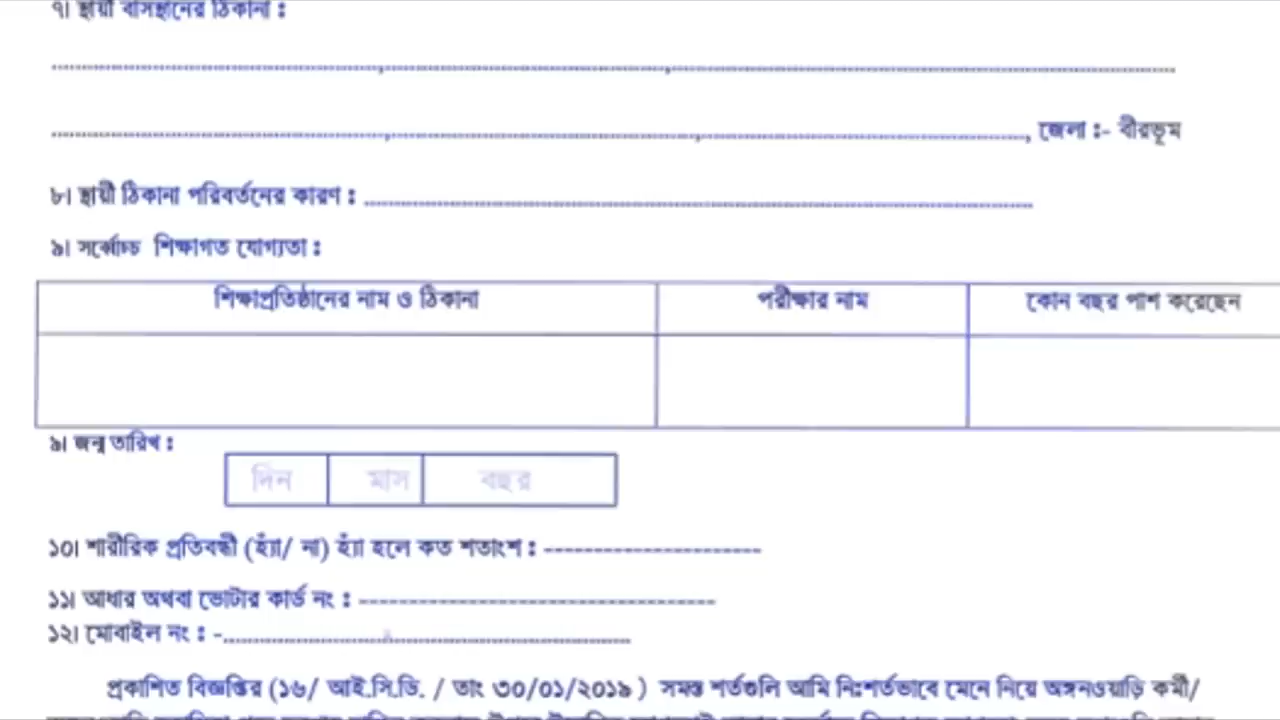 ৭। স্থায়ী বাসস্থানের ঠিকানা :
....................................................,..............................................,................................................................................
.....................................................,.................................................,...................................................., জেলা :- বীরভূম
৮। স্থায়ী ঠিকানা পরিবর্তনের কারণ : ..............................................................................................................
৯। সর্ব্বোচ্চ শিক্ষাগত যোগ্যতা :
শিক্ষাপ্রতিষ্ঠানের নাম ও ঠিকানা পরীক্ষার নাম কোন বছর পাশ করেছেন
৯। জন্ম তারিখ :
দিন মাস বছর
১০। শারীরিক প্রতিবন্ধী (হ্যাঁ/ না) হ্যাঁ হলে কত শতাংশ : ----------------------
১১। আধার অথবা ভোটার কার্ড নং : ------------------------------------
১২। মোবাইল নং : -....................................................................
প্রকাশিত বিজ্ঞপ্তির (১৬/ আই.সি.ডি. / তাং ৩০/০১/২০১৯ ) সমস্ত শর্তগুলি আমি নিঃশর্তভাবে মেনে নিয়ে অঙ্গনওয়াড়ি কর্মী/